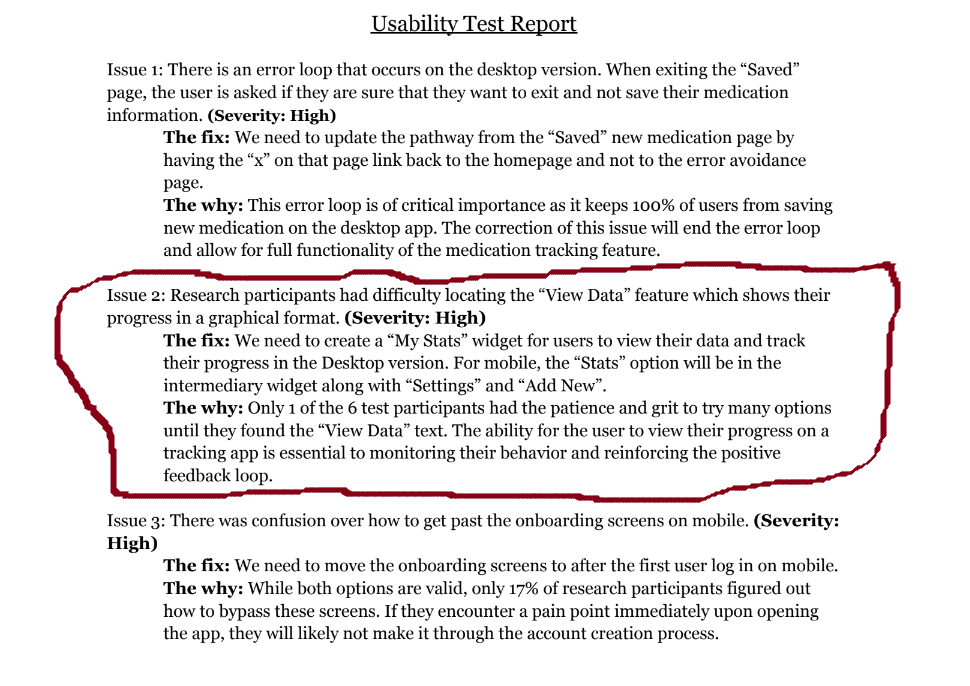 Usability Test Report
Issue 1: There is an error loop that occurs on the desktop version. When exiting the “Saved”
page, the user is asked if they are sure that they want to exit and not save their medication
information. (Severity: High)
The fix: We need to update the pathway from the “Saved” new medication page by
having the “x” on that page link back to the homepage and not to the error avoidance
page.
The why: This error loop is of critical importance as it keeps 100% of users from saving
new medication on the desktop app. The correction of this issue will end the error loop
and allow for full functionality of the medication tracking feature.
Issue 2: Research participants had difficulty locating the “View Data” feature which shows their
progress in a graphical format. (Severity: High)
The fix: We need to create a “My Stats” widget for users to view their data and track
their progress in the Desktop version. For mobile, the “Stats” option will be in the
intermediary widget along with “Settings” and “Add New”.
The why: Only 1 of the 6 test participants had the patience and grit to try many options
until they found the “View Data” text. The ability for the user to view their progress on a
tracking app is essential to monitoring their behavior and reinforcing the positive
feedback loop.
Issue 3: There was confusion over how to get past the onboarding screens on mobile. (Severity:
High)
The fix: We need to move the onboarding screens to after the first user log in on mobile.
The why: While both options are valid, only 17% of research participants figured out
how to bypass these screens. If they encounter a pain point immediately upon opening
the app, they will likely not make it through the account creation process.